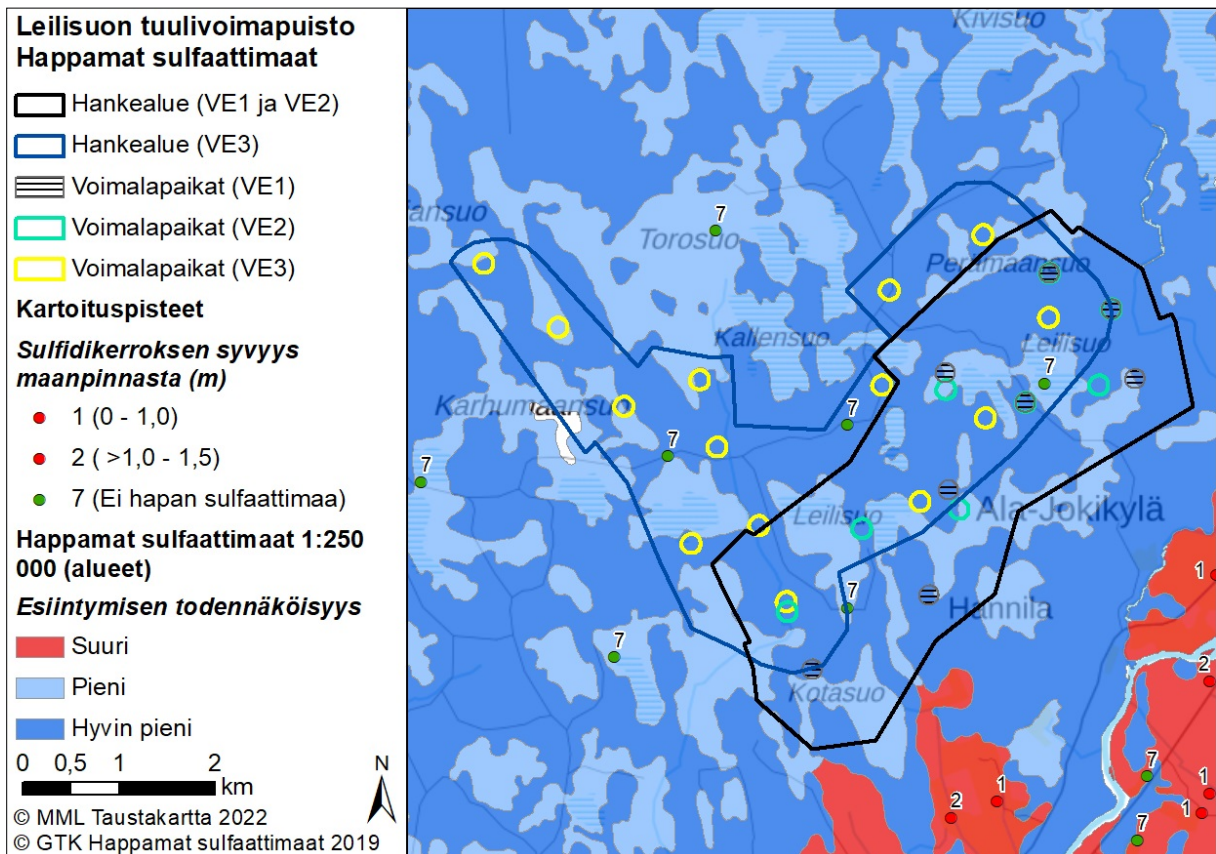 Leilisuon tuulivoimapuisto
Happamat sulfaattimaat
Hankealue (VE1 ja VE2)
Hankealue (VE3)
Voimalapaikat (VE1)
Voimalapaikat (VE2)
Voimalapaikat (VE3)
Kartoituspisteet
Sulfidikerroksen syvyys
maanpinnasta (m)
1 (0 - 1,0)
2 ( >1,0 - 1,5)
7 (Ei hapan sulfaattimaa)
Happamat sulfaattimaat 1:250
000 (alueet)
Esiintymisen todennäköisyys
Suuri
Pieni
Hyvin pieni
0 0,5 1 2
km
N
© MML Taustakartta 2022
© GTK Happamat sulfaattimaat 2019
Kivisuo
7
Torosuo
Perämaansuo
Kallensuo
Leilisuo
7
Karhumaansuo
7
7
7
Leilisuo
Ala-Jokikylä
7
Hannila
1
7
Kotasuo
2
7
1
1
2
1
7